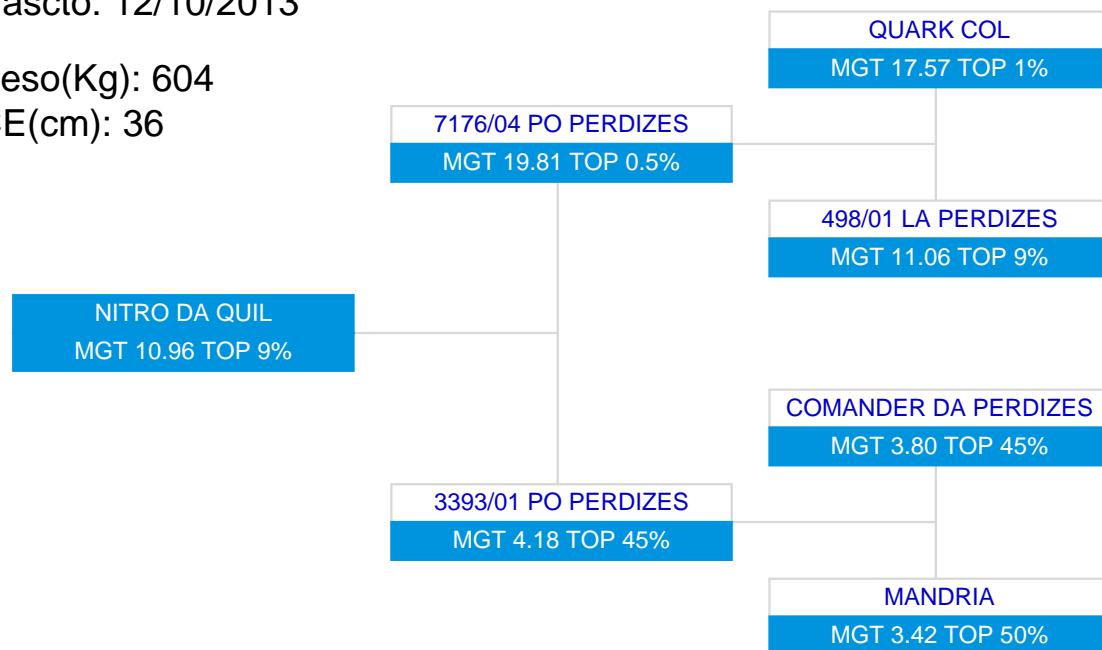 ascto: 12/10/2013
eso(Kg): 604
E(cm): 36
QUARK COL
MGT 17.57 TOP 1%
7176/04 PO PERDIZES
MGT 19.81 TOP 0.5%
498/01 LA PERDIZES
MGT 11.06 TOP 9%
NITRO DA QUIL
MGT 10.96 TOP 9%
COMANDER DA PERDIZES
MGT 3.80 TOP 45%
3393/01 PO PERDIZES
MGT 4.18 TOP 45%
MANDRIA
MGT 3.42 TOP 50%